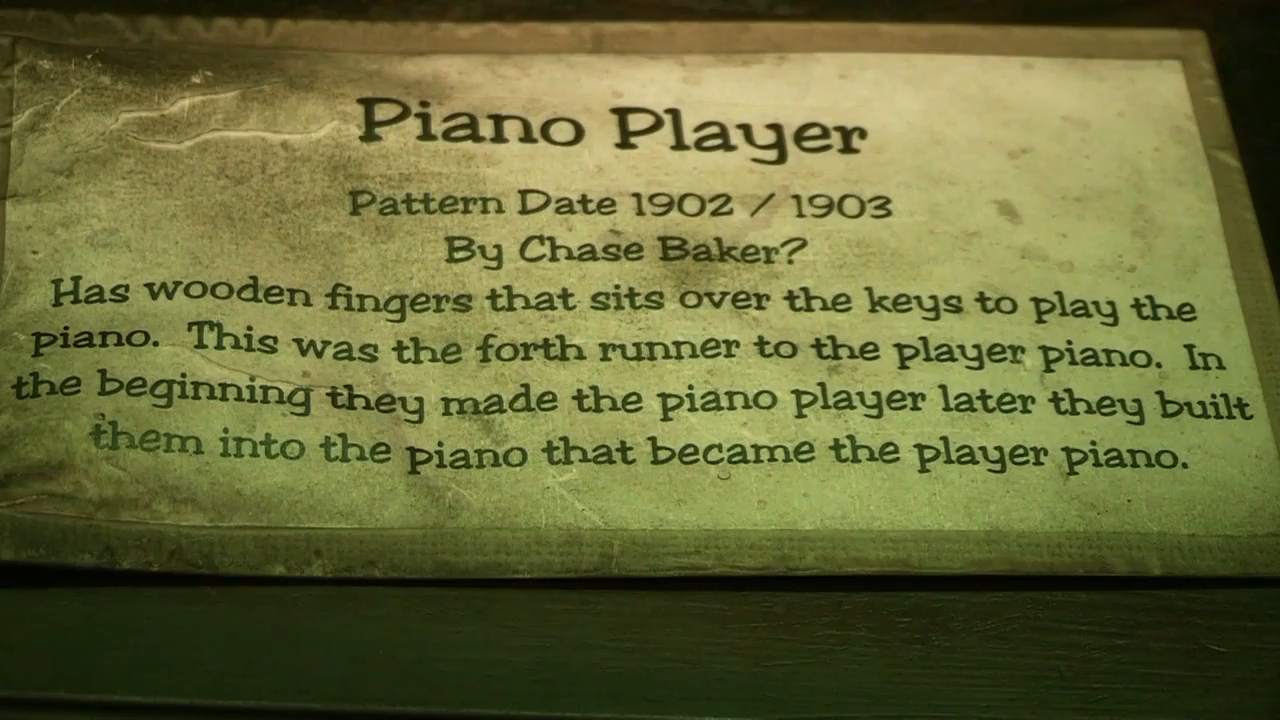 Piano Player
Pattern Date 1902 / 1903
By Chase Baker?
Has wooden fingers that sits over the keys to play the
piano. This was the forth runner to the player piano. In
the beginning they made the piano player later they built
them into the piano that became the player piano.